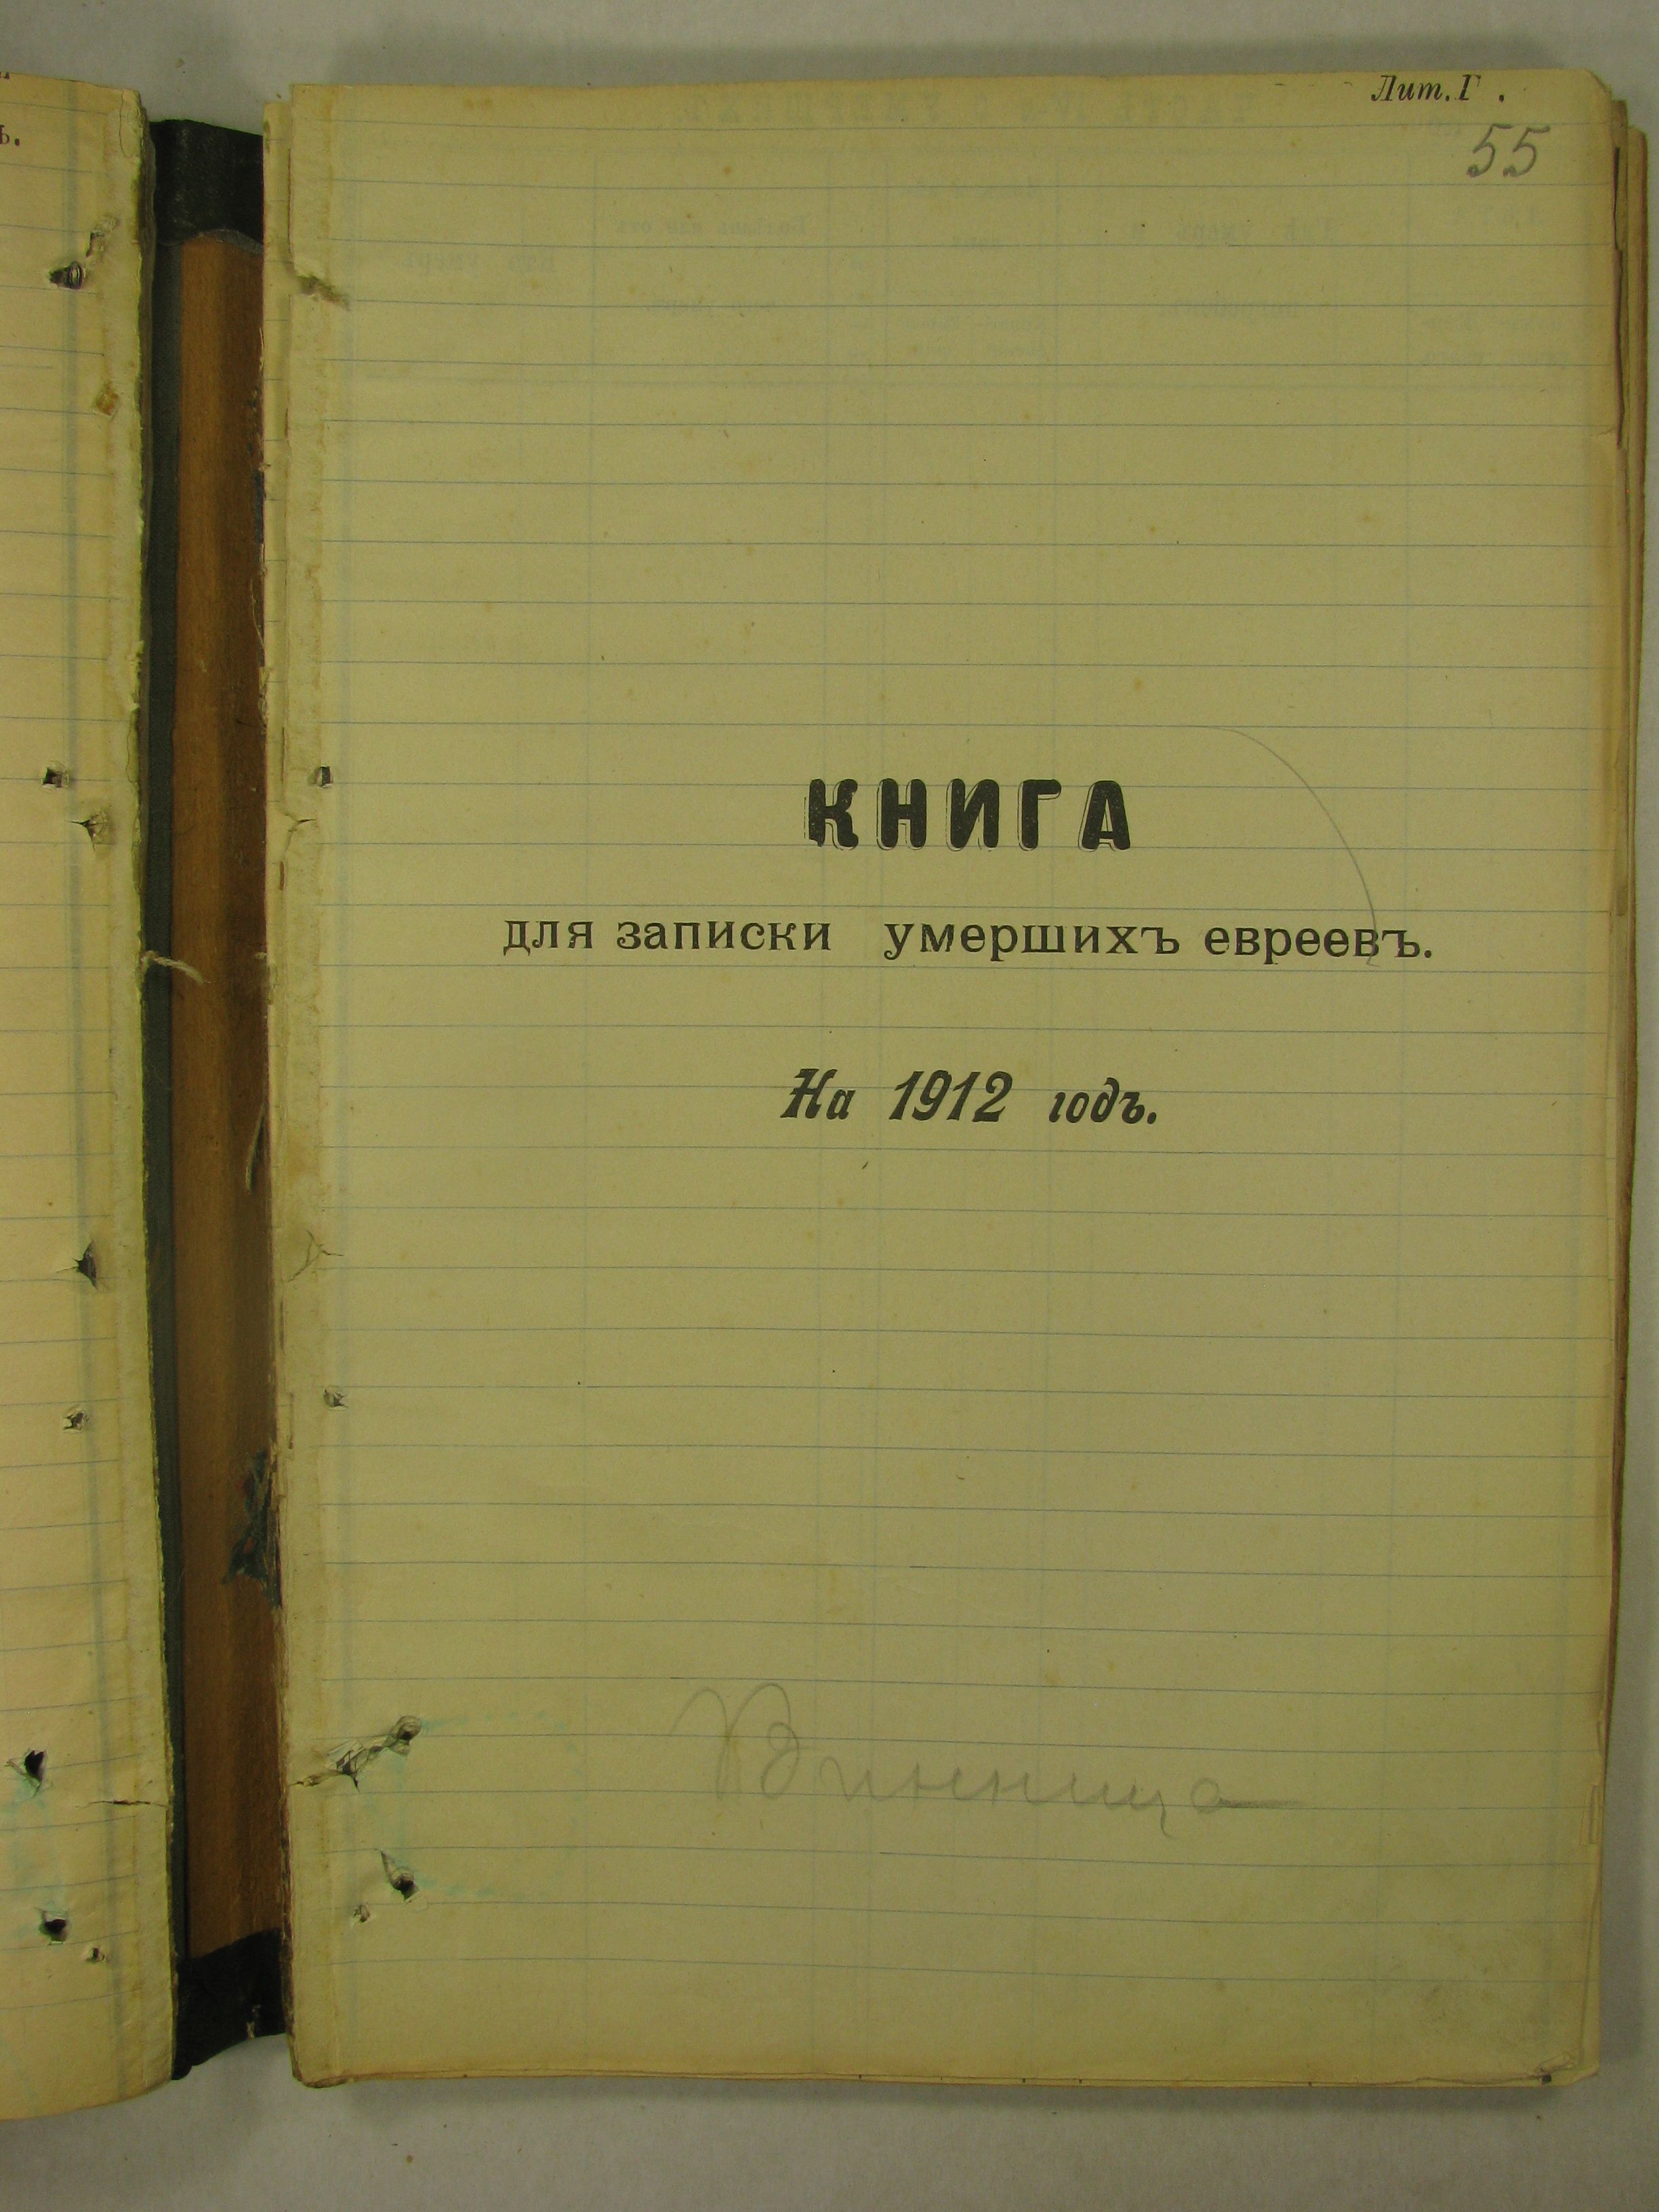 Лит. Г.
55
КНИГА
для записки умершихъ евреевъ.
На 1912 годъ.
Винница